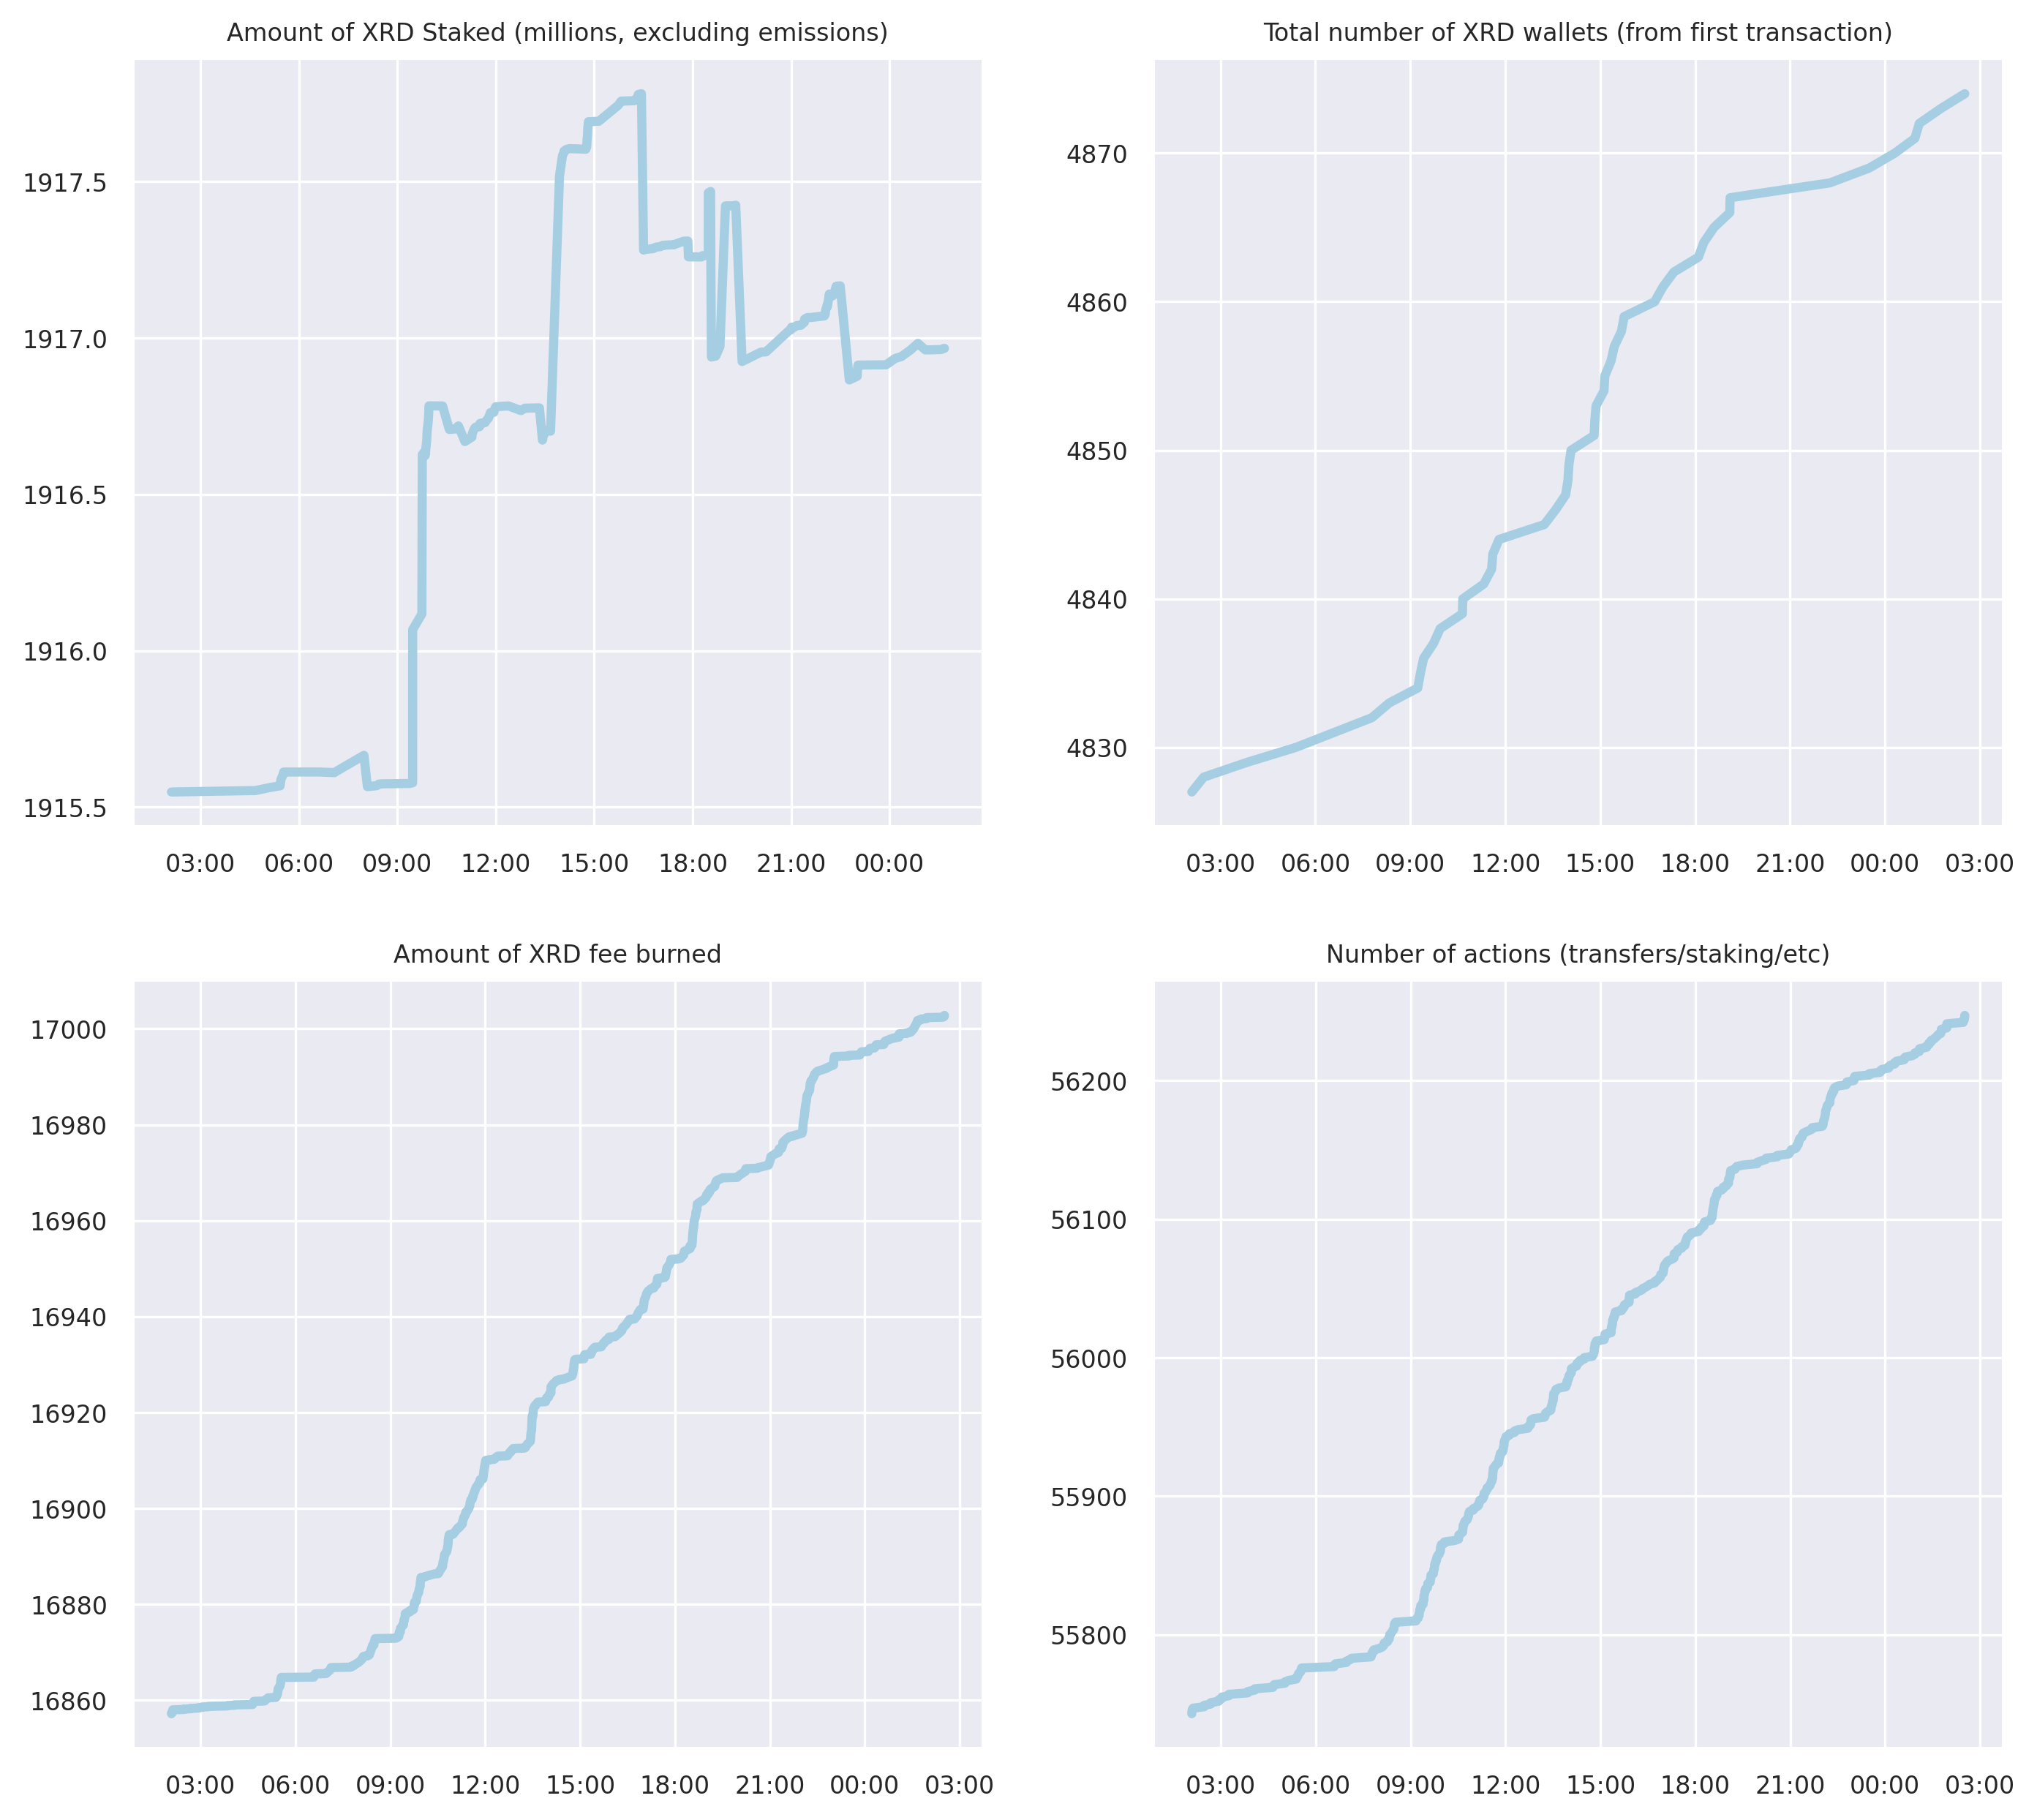 Amount of XRD Staked (millions, excluding emissions)
1917.5
1917.0
1916.5
1916.0
1915.5
03:00 06:00 09:00 12:00 15:00 18:00 21:00 00:00
Total number of XRD wallets (from first transaction)
4870
4860
4850
4840
4830
03:00 06:00 09:00 12:00 15:00 18:00 21:00 00:00 03:00
Amount of XRD fee burned
17000
16980
16960
16940
16920
16900
16880
16860
03:00 06:00 09:00 12:00 15:00 18:00 21:00 00:00 03:00
Number of actions (transfers/staking/etc)
56200
56100
56000
55900
55800
03:00 06:00 09:00 12:00 15:00 18:00 21:00 00:00 03:00